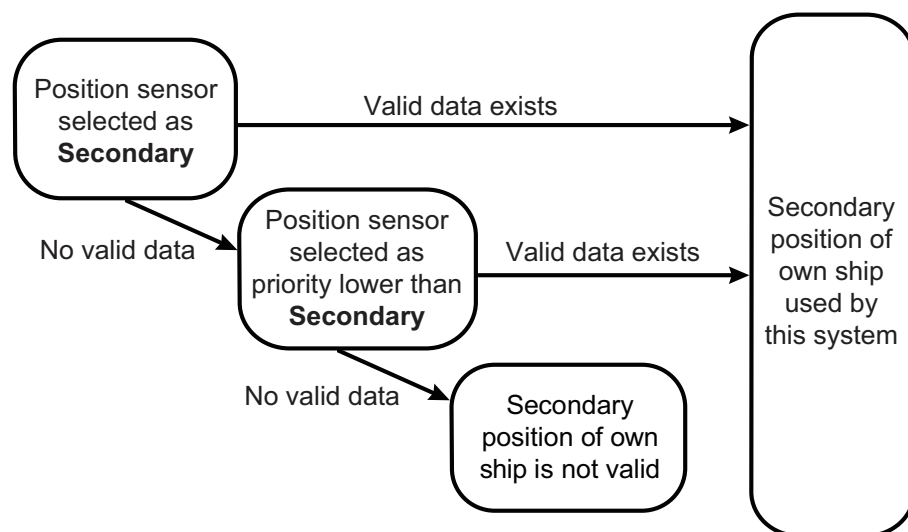 Position sensor
selected as
Secondary
Valid data exists
No valid data
Position sensor
selected as
priority lower than
Secondary
Valid data exists
No valid data
Secondary
position of own
ship is not valid
Secondary
position of
own ship
used by
this system